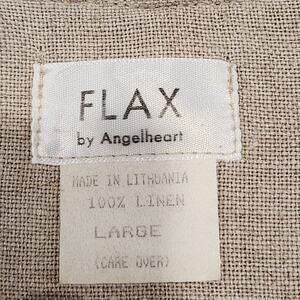 FLAX
by Angelheart
MADE IN LITHUANIA
100% LINEN
LARGE
(CARE OVER)